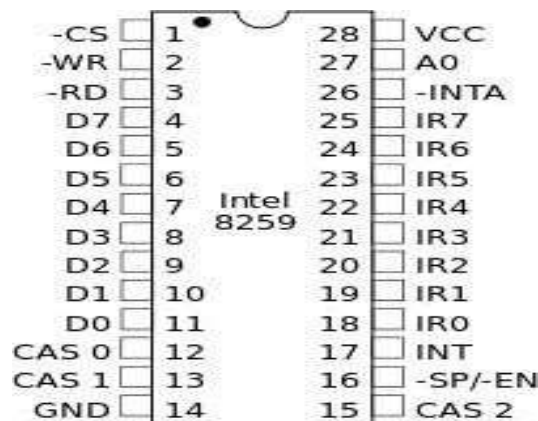 -CS 1 28 VCC
-WR 2 27 A0
-RD 3 26 -INTA
D7 4 25 IR7
D6 5 24 IR6
D5 6 23 IR5
D4 7 Intel 22 IR4
D3 8 8259 21 IR3
D2 9 20 IR2
D1 10 19 IR1
D0 11 18 IR0
CAS 0 12 17 INT
CAS 1 13 16 -SP/-EN
GND 14 15 CAS 2